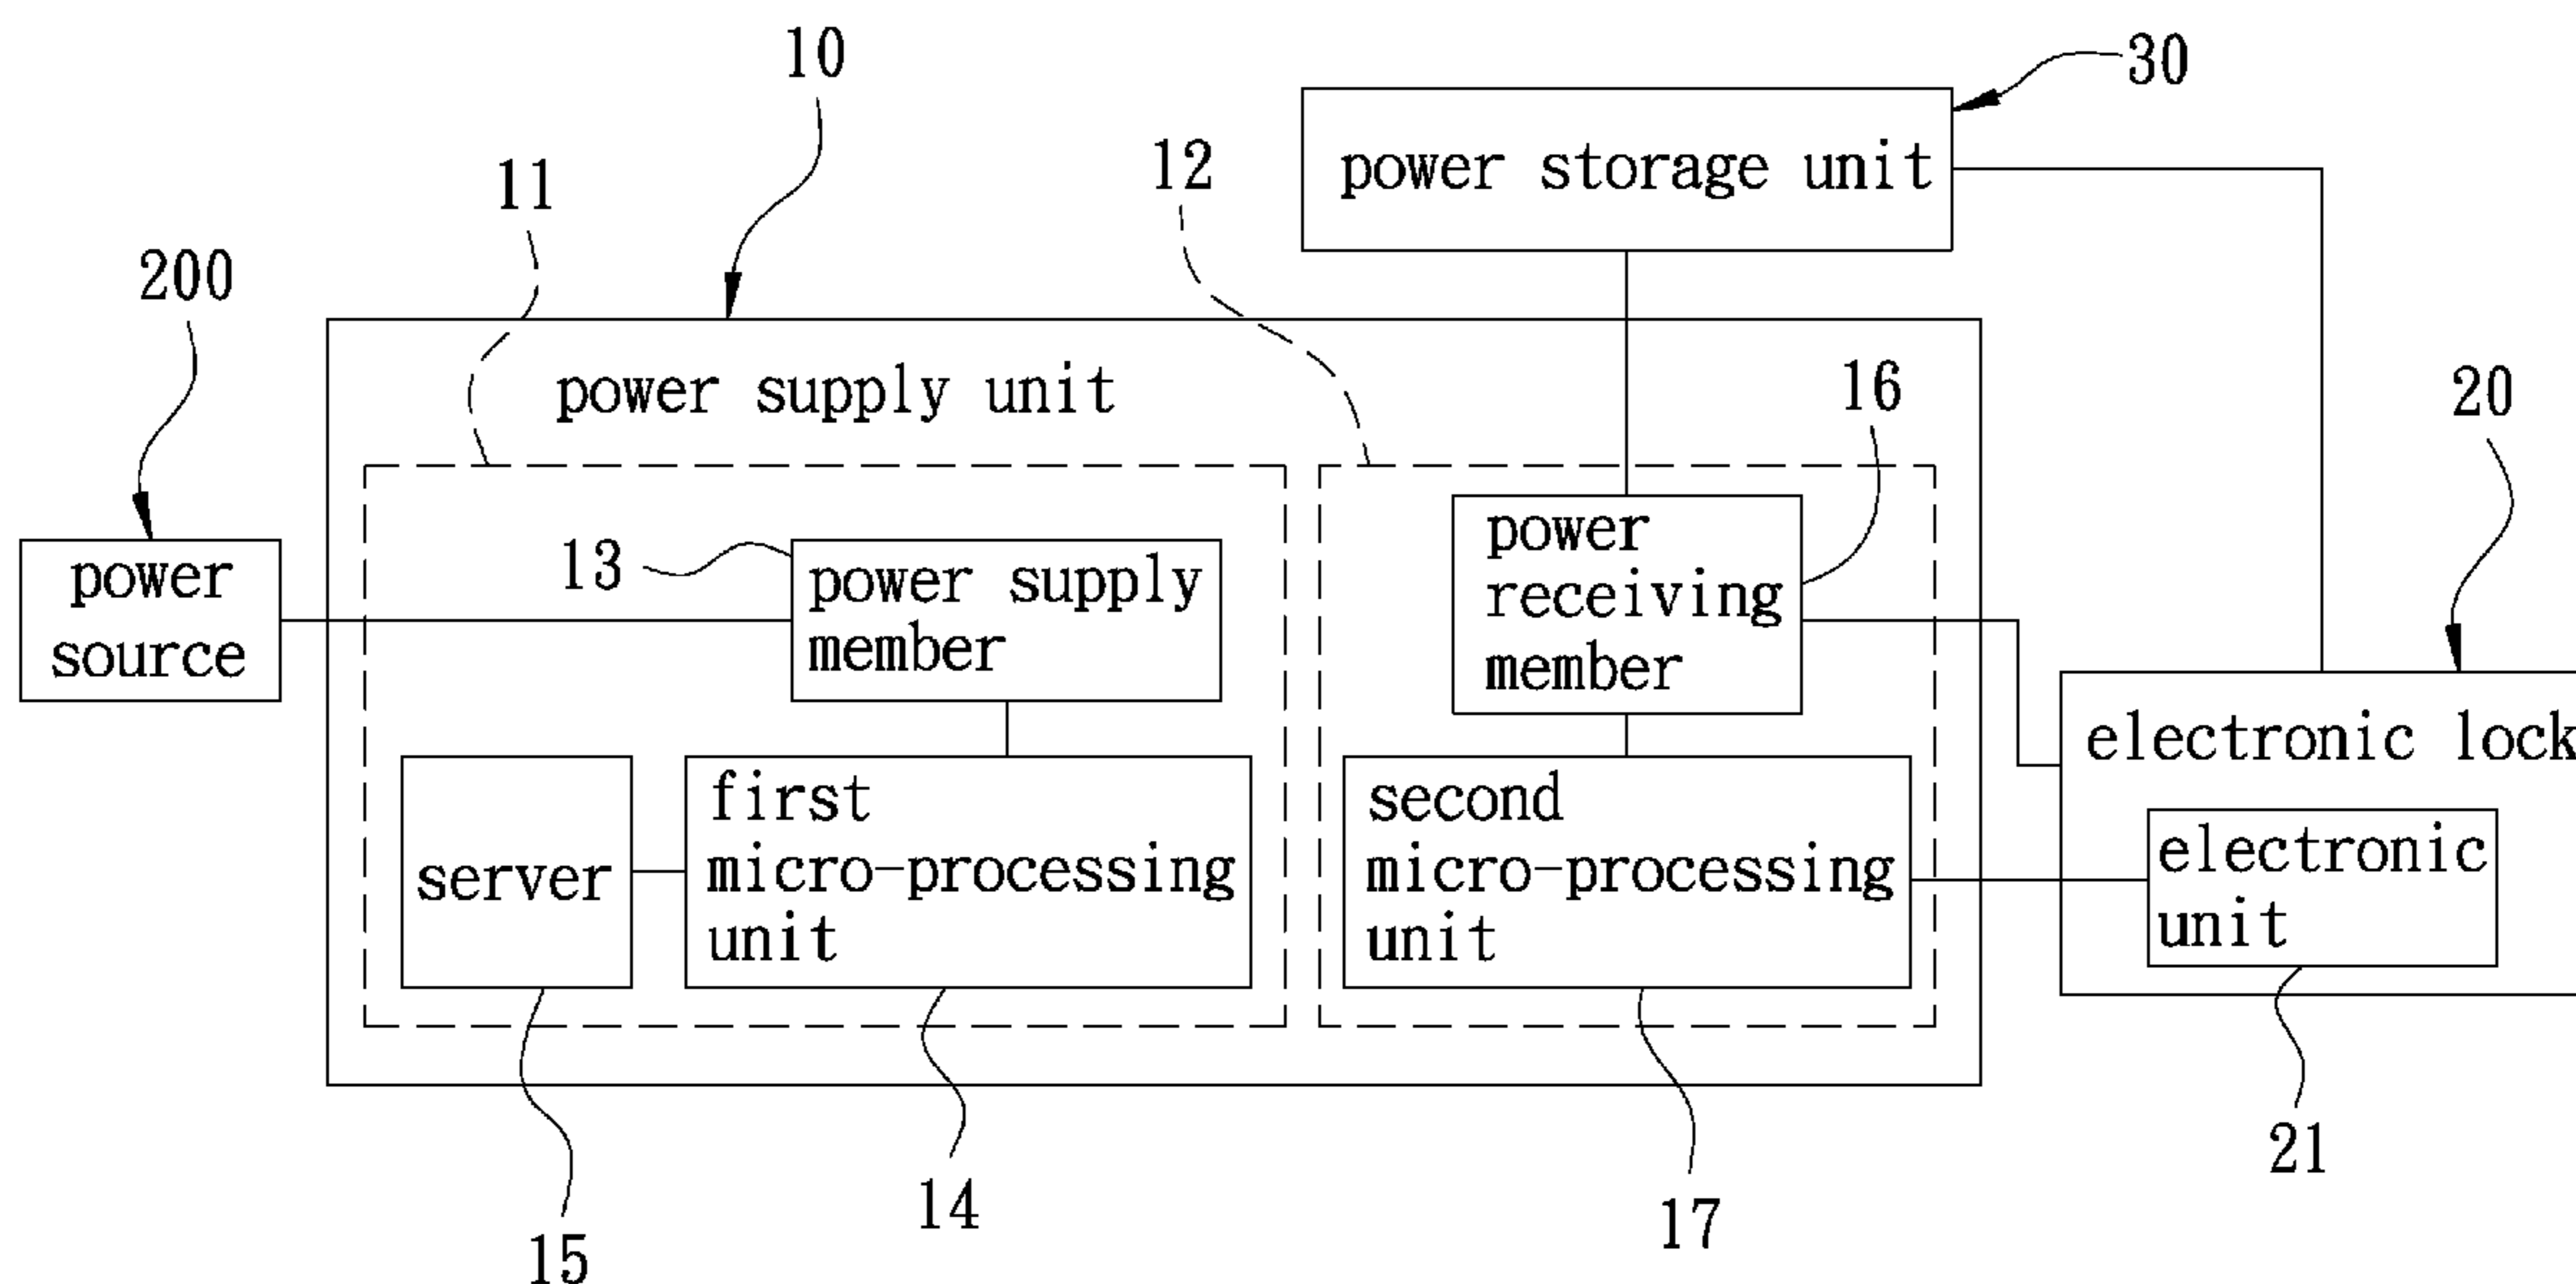 10
30
11
12
power storage unit
200
power supply unit
16
20
13
power
source
power supply
member
power
receiving
member
electronic lock
server
first
micro-processing
unit
second
micro-processing
unit
electronic
unit
15
14
17
21